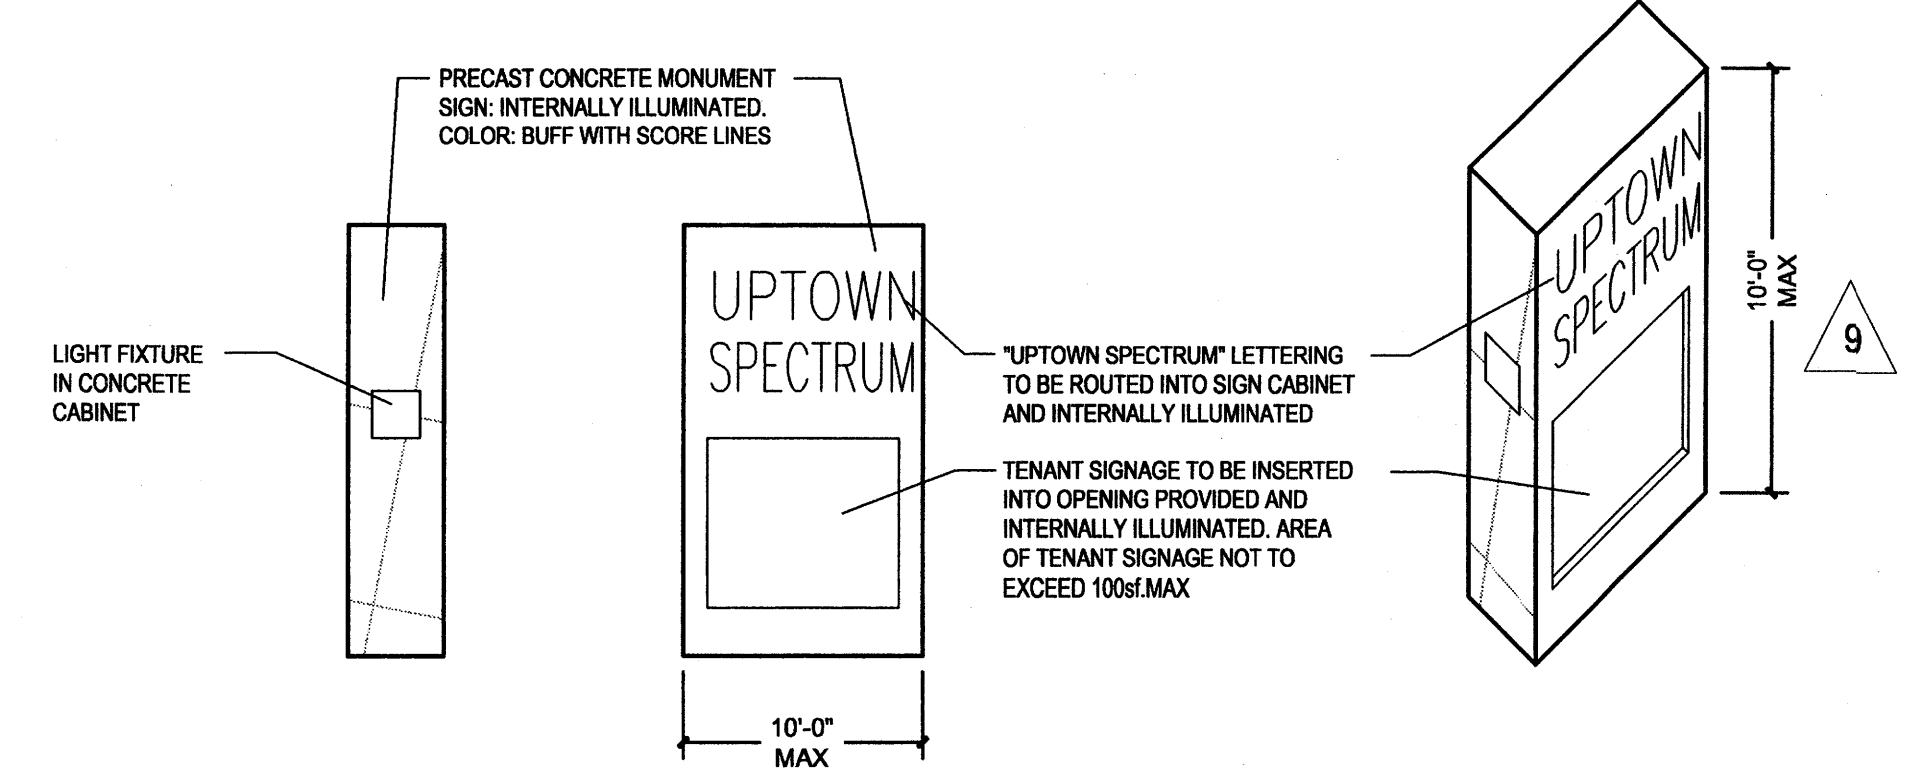 PRECAST CONCRETE MONUMENT
SIGN: INTERNALLY ILLUMINATED.
COLOR: BUFF WITH SCORE LINES
LIGHT FIXTURE
IN CONCRETE
CABINET
UPTOWN
SPECTRUM
10'-0"
MAX
"UPTOWN SPECTRUM" LETTERING
TO BE ROUTED INTO SIGN CABINET
AND INTERNALLY ILLUMINATED
TENANT SIGNAGE TO BE INSERTED
INTO OPENING PROVIDED AND
INTERNALLY ILLUMINATED. AREA
OF TENANT SIGNAGE NOT TO
EXCEED 100sf.MAX
UPTOWN
SPECTRUM
10'-0"
MAX
9